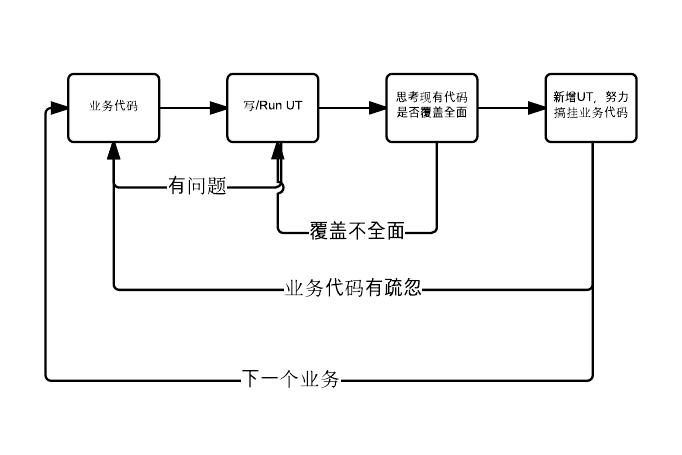 业务代码
写/Run UT
思考现有代码
是否覆盖全面
新增UT，努力
搞挂业务代码
有问题
覆盖不全面
业务代码有疏忽
下一个业务